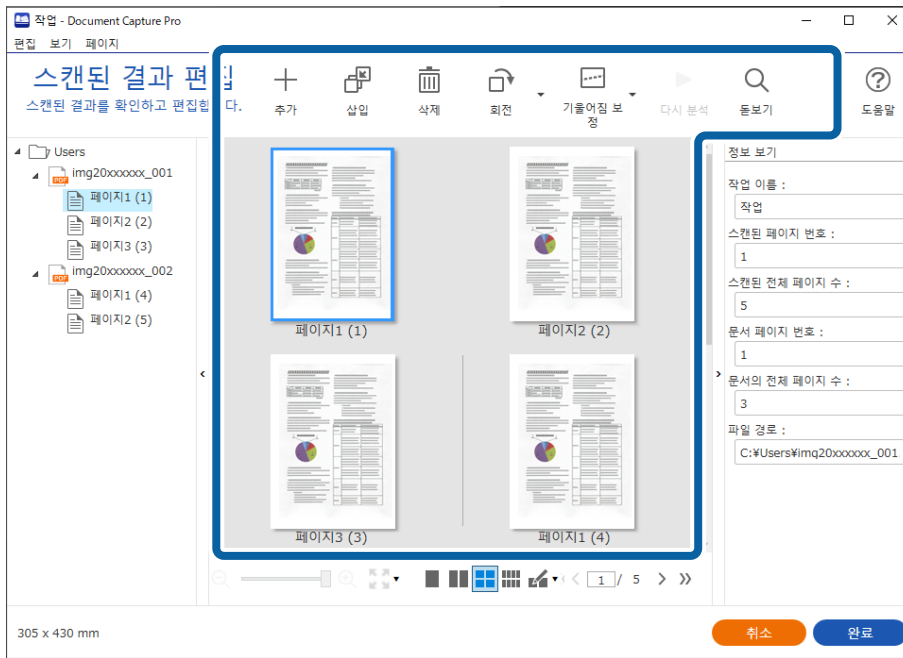 작업 - Document Capture Pro
편집 보기 페이지
스캔된 결과 편집
스캔된 결과를 확인하고 편집합 다.
추가
삽입
삭제
회전
기울어짐 보
정
다시 분석
돋보기
도움말
Users
img20xxxxxx_001
페이지1 (1)
페이지2 (2)
페이지3 (3)
img20xxxxxx_002
페이지1 (4)
페이지2 (5)
페이지1 (1)
페이지2 (2)
페이지3 (3)
페이지1 (4)
정보 보기
작업 이름 :
작업
스캔된 페이지 번호 :
1
스캔된 전체 페이지 수 :
5
문서 페이지 번호 :
1
문서의 전체 페이지 수 :
3
파일 경로 :
C:¥Users¥img20xxxxxx_001
1 / 5
305 x 430 mm
취소
완료